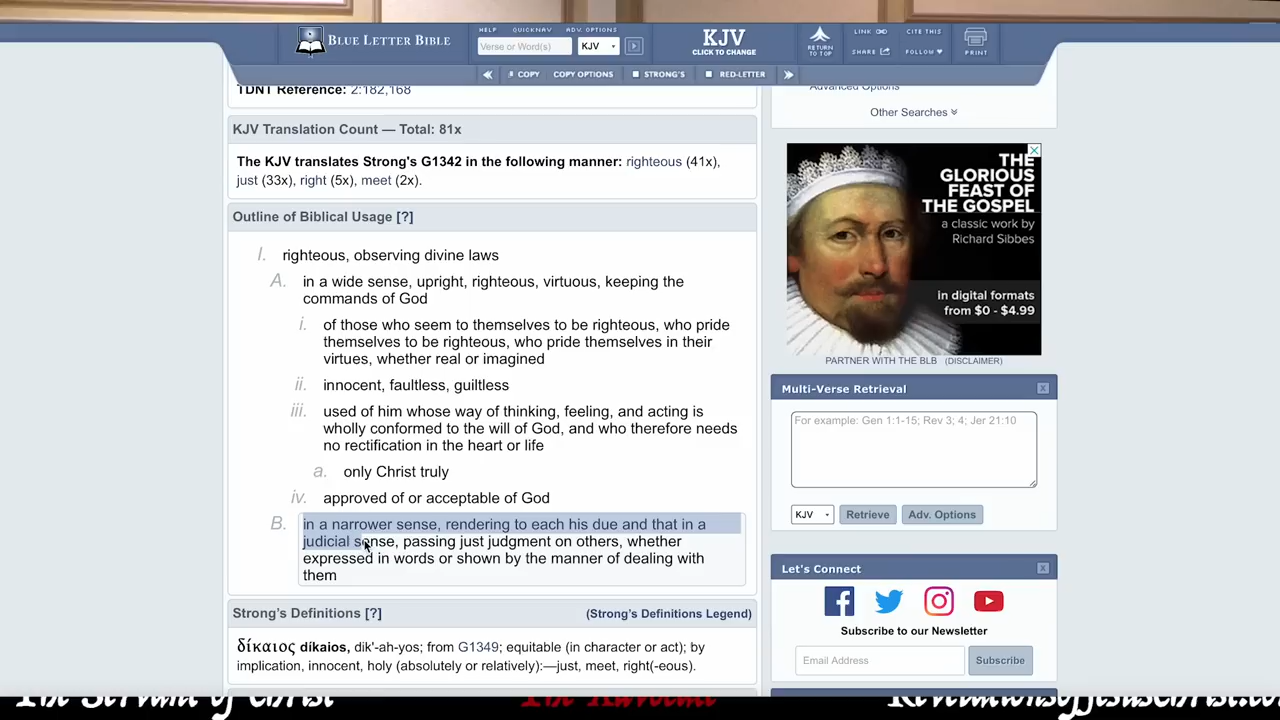 BLUE LETTER BIBLE
HELP QUICKNAV ADV. OPTIONS
Verse or Word(s) KJV
KJV
CLICK TO CHANGE
RETURN TO TOP
LINK CITE THIS
SHARE FOLLOW
PRINT
COPY COPY OPTIONS STRONG'S RED-LETTER
TDNT Reference: 2:182,168
KJV Translation Count — Total: 81x
The KJV translates Strong's G1342 in the following manner: righteous (41x),
just (33x), right (5x), meet (2x).
Outline of Biblical Usage [?]
I. righteous, observing divine laws
A. in a wide sense, upright, righteous, virtuous, keeping the
commands of God
i. of those who seem to themselves to be righteous, who pride
themselves to be righteous, who pride themselves in their
virtues, whether real or imagined
ii. innocent, faultless, guiltless
iii. used of him whose way of thinking, feeling, and acting is
wholly conformed to the will of God, and who therefore needs
no rectification in the heart or life
a. only Christ truly
iv. approved of or acceptable of God
B. in a narrower sense, rendering to each his due and that in a
judicial sense, passing just judgment on others, whether
expressed in words or shown by the manner of dealing with
them
Strong's Definitions [?] (Strong's Definitions Legend)
δίκαιος díkaios, dik'-ah-yos; from G1349; equitable (in character or act); by
implication, innocent, holy (absolutely or relatively):—just, meet, right(-eous).
Advanced Options
Other Searches
THE
GLORIOUS
FEAST OF
THE GOSPEL
a classic work by
Richard Sibbes
in digital formats
from $0 - $4.99
PARTNER WITH THE BLB (DISCLAIMER)
Multi-Verse Retrieval
For example: Gen 1:1-15; Rev 3; 4; Jer 21:10
KJV Retrieve Adv. Options
Let's Connect
Subscribe to our Newsletter
Email Address Subscribe
The Servant of Christ The Advocate RevelationsofJesusChrist.co